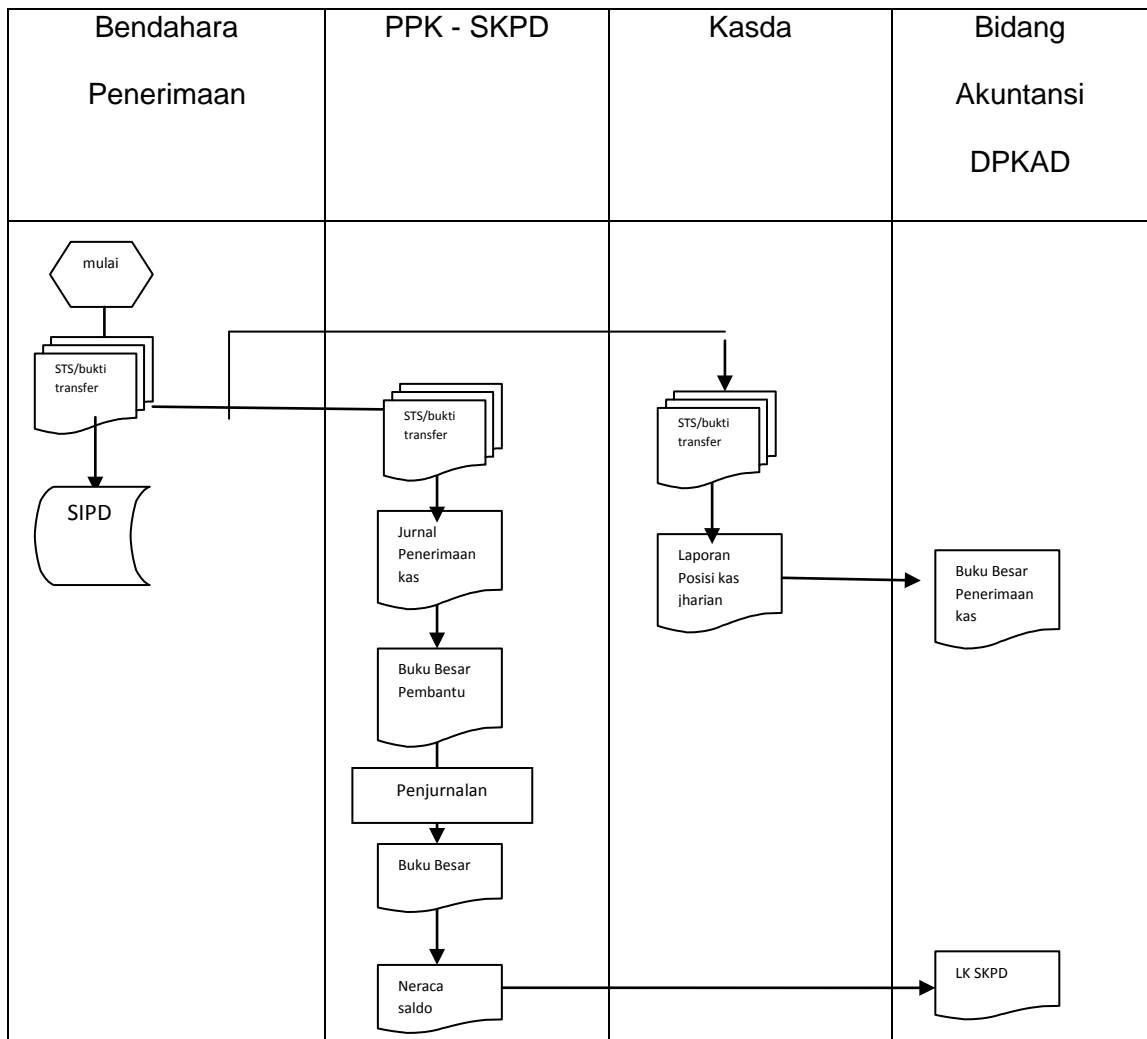 Bendahara
Penerimaan
PPK - SKPD
Kasda
Bidang
Akuntansi
DPKAD
mulai
STS/bukti
transfer
SIPD
STS/bukti
transfer
Jurnal
Penerimaan
kas
Buku Besar
Pembantu
Penjurnalan
Buku Besar
Neraca
saldo
STS/bukti
transfer
Laporan
Posisi kas
jharian
Buku Besar
Penerimaan
kas
LK SKPD